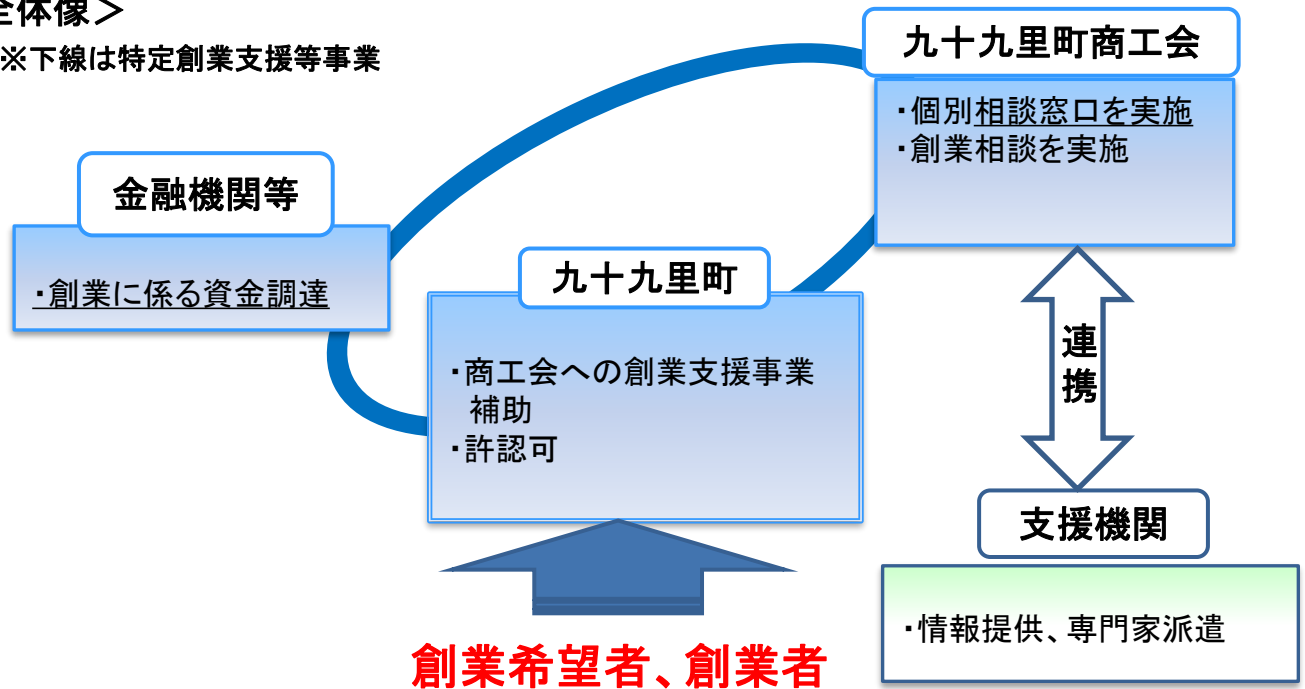 全体像＞
※下線は特定創業支援等事業
九十九里町商工会
・個別相談窓口を実施
・創業相談を実施
金融機関等
・創業に係る資金調達
九十九里町
・商工会への創業支援事業
補助
・許認可
連
携
支援機関
・情報提供、専門家派遣
創業希望者、創業者